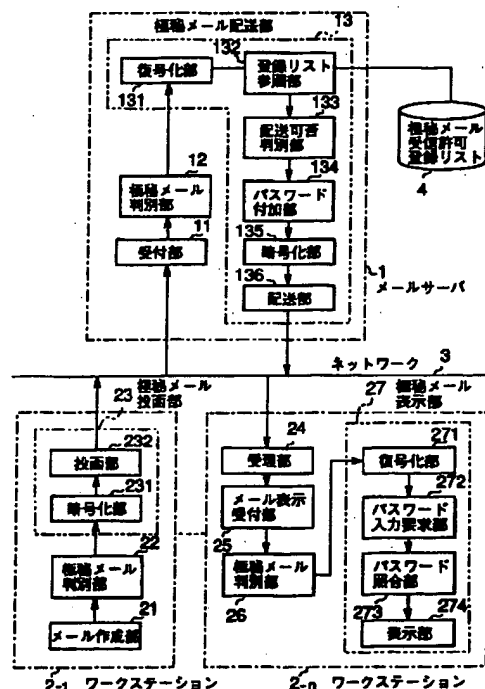 極秘メール配送部
13
132
復号化部
131
登録リスト
参照部
133
配送可否
判別部
134
パスワード
付加部
135
暗号化部
136
配送部
12
極秘メール
判別部
11
受付部
極秘メール
受信許可
登録リスト
4
1
メールサーバ
ネットワーク
3
23
極秘メール
投函部
232
投函部
231
暗号化部
22
極秘メール
判別部
21
メール作成部
2-1 ワークステーション
24
受理部
メール表示
受付部
25
極秘メール
判別部
26
27
極秘メール
表示部
271
復号化部
272
パスワード
入力要求部
パスワード
照合部
273
274
表示部
2-n ワークステーション